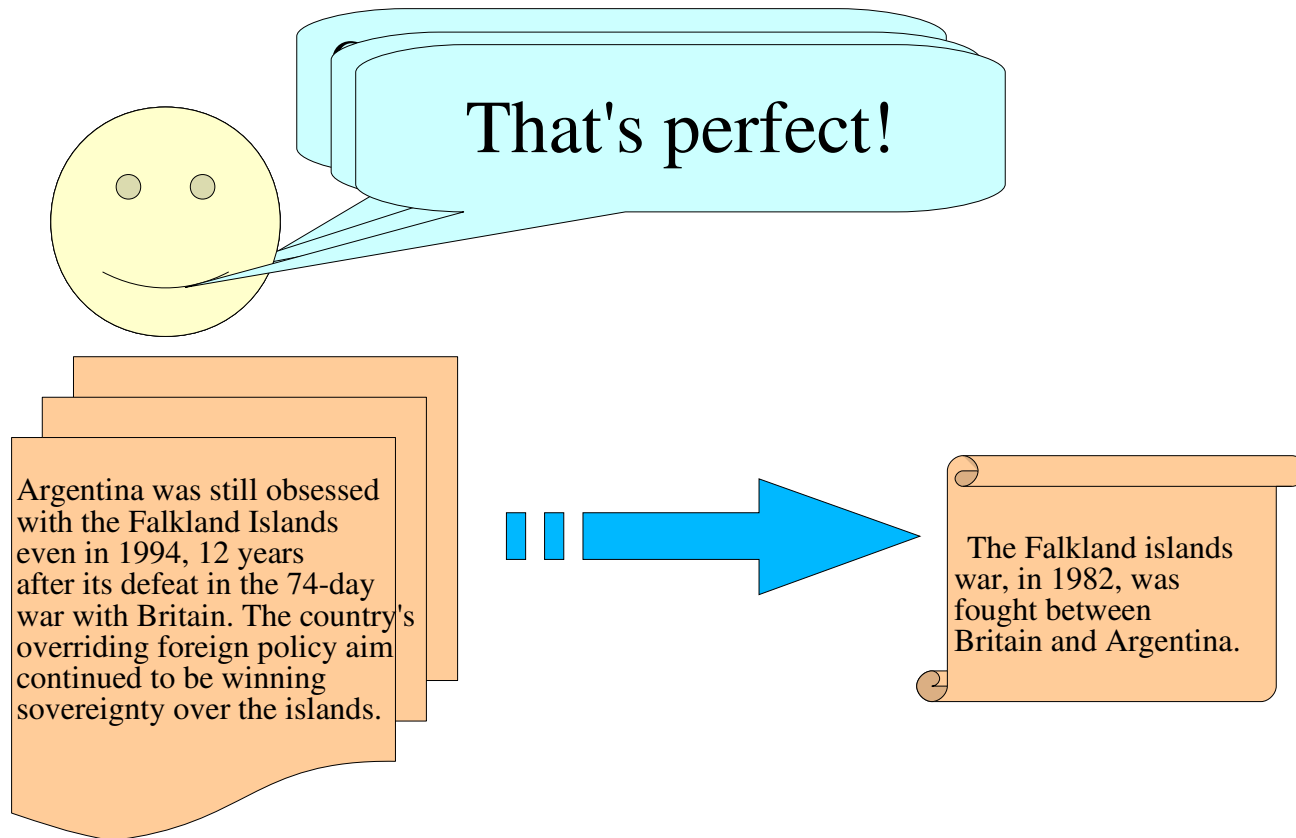 That's perfect!
Argentina was still obsessed
with the Falkland Islands
even in 1994, 12 years
after its defeat in the 74-day
war with Britain. The country's
overriding foreign policy aim
continued to be winning
sovereignty over the islands.
The Falkland islands
war, in 1982, was
fought between
Britain and Argentina.